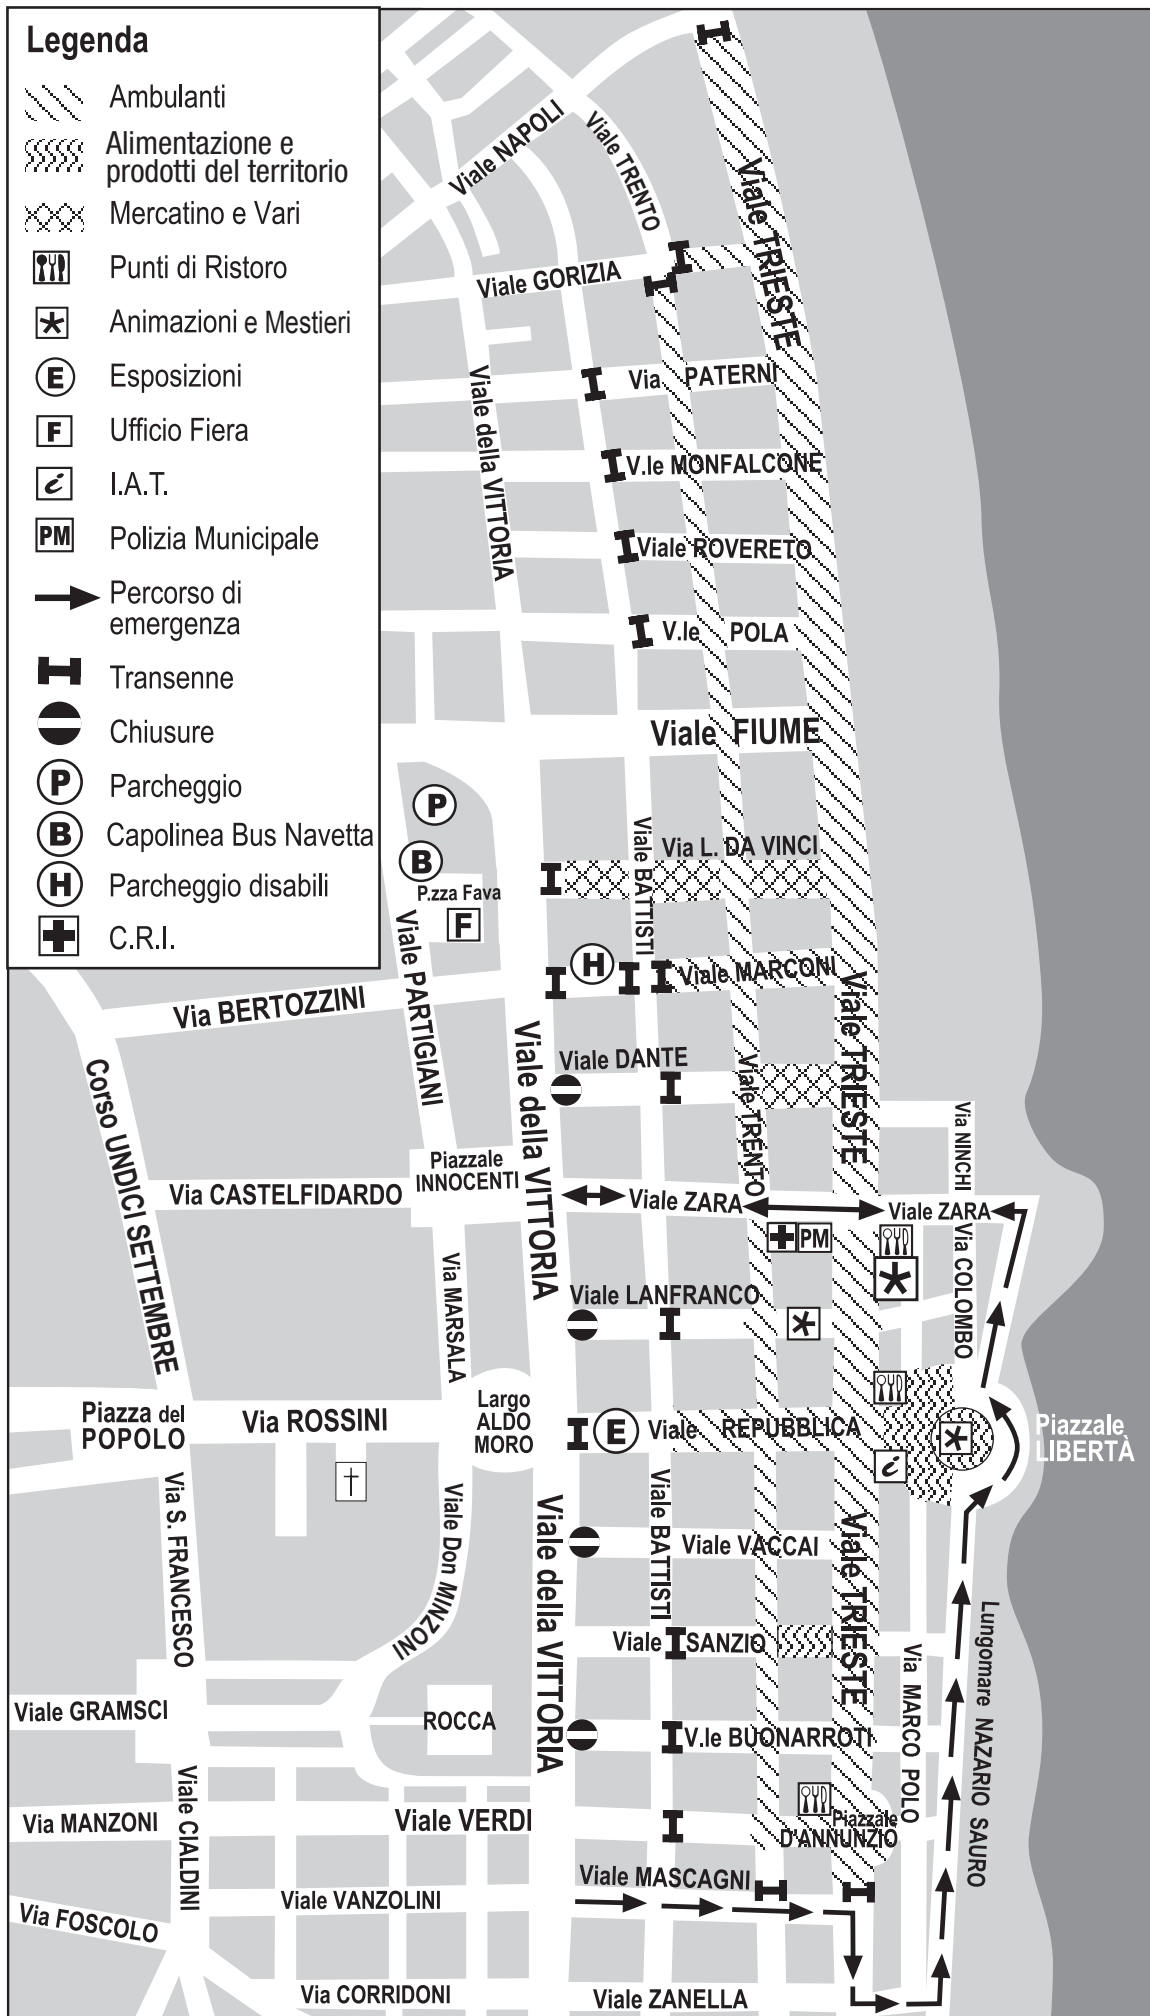 Legenda
Ambulanti
Alimentazione e
prodotti del territorio
Mercatino e Vari
Punti di Ristoro
Animazioni e Mestieri
E
Esposizioni
F
Ufficio Fiera
i
I.A.T.
PM
Polizia Municipale
Percorso di
emergenza
Transenne
Chiusure
P
Parcheggio
B
Capolinea Bus Navetta
H
Parcheggio disabili
C.R.I.
Viale NAPOLI
Viale TRENTO
Viale TRIESTE
Viale GORIZIA
Viale della VITTORIA
Via PATERNI
V.le MONFALCONE
Viale ROVERETO
V.le POLA
Viale FIUME
P
B
P.zza Fava
F
Viale BATTISTI
Via L. DA VINCI
Viale PARTIGIANI
H
Viale MARCONI
Via BERTOZZINI
Viale TRIESTE
Viale della VITTORIA
Viale DANTE
Viale TRENTO
Corso UNDICI SETTEMBRE
Via NINCHI
Piazzale
INNOCENTI
Via CASTELFIDARDO
Viale ZARA
Viale ZARA
PM
Via COLOMBO
Via MARSALA
Viale LANFRANCO
Piazza del
POPOLO
Via ROSSINI
Largo
ALDO
MORO
E
Viale REPUBBLICA
i
Piazzale
LIBERTÀ
Via S. FRANCESCO
Viale Don MINZONI
Viale della VITTORIA
Viale BATTISTI
Viale VACCAI
Viale TRIESTE
Viale SANZIO
Via MARCO POLO
Lungomare NAZARIO SAURO
Viale GRAMSCI
ROCCA
V.le BUONARROTI
Via MANZONI
Viale CIALDINI
Viale VERDI
Piazzale
D'ANNUNZIO
Viale MASCAGNI
Viale VANZOLINI
Via FOSCOLO
Via CORRIDONI
Viale ZANELLA